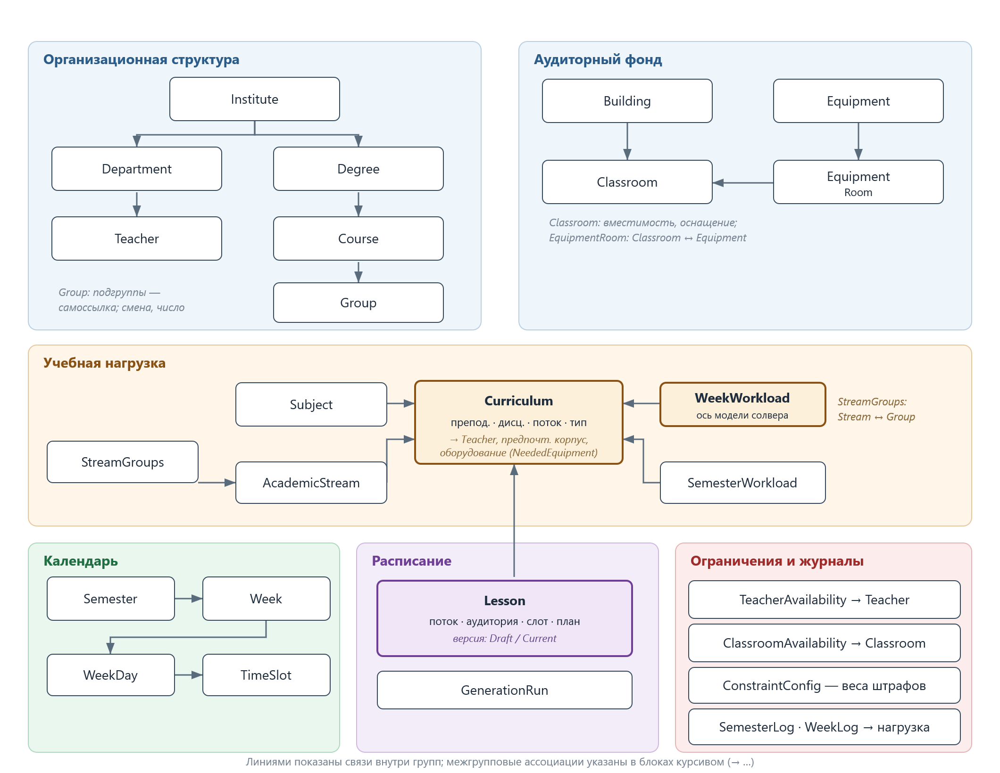 Организационная структура
Institute
Department
Degree
Teacher
Course
Group: подгруппы —
самоссылка; смена, число
Group
Аудиторный фонд
Building
Equipment
Classroom
Equipment
Room
Classroom: вместимость, оснащение;
EquipmentRoom: Classroom ↔ Equipment
Учебная нагрузка
Subject
StreamGroups
AcademicStream
Curriculum
препод. · дисц. · поток · тип
→ Teacher, предпочт. корпус,
оборудование (NeededEquipment)
WeekWorkload
ось модели солвера
StreamGroups:
Stream ↔ Group
SemesterWorkload
Календарь
Semester
Week
WeekDay
TimeSlot
Расписание
Lesson
поток · аудитория · слот · план
версия: Draft / Current
GenerationRun
Ограничения и журналы
TeacherAvailability → Teacher
ClassroomAvailability → Classroom
ConstraintConfig — веса штрафов
SemesterLog · WeekLog → нагрузка
Линиями показаны связи внутри групп; межгрупповые ассоциации указаны в блоках курсивом (→ ...)